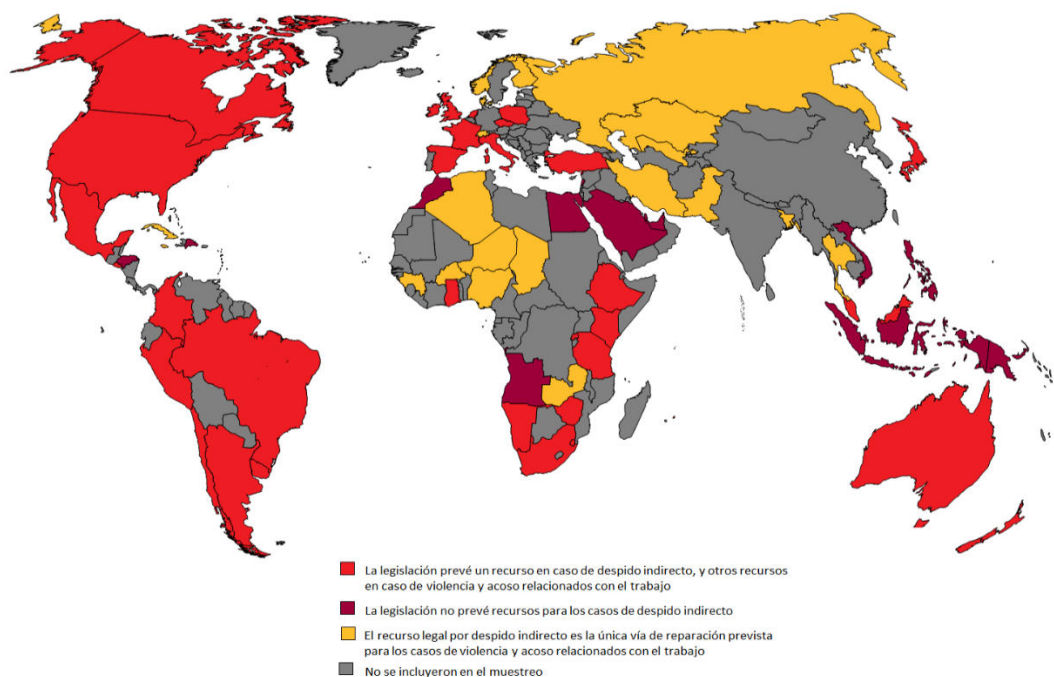 La legislación prevé un recurso en caso de despido indirecto, y otros recursos
en caso de violencia y acoso relacionados con el trabajo
La legislación no prevé recursos para los casos de despido indirecto
El recurso legal por despido indirecto es la única vía de reparación prevista
para los casos de violencia y acoso relacionados con el trabajo
No se incluyeron en el muestreo